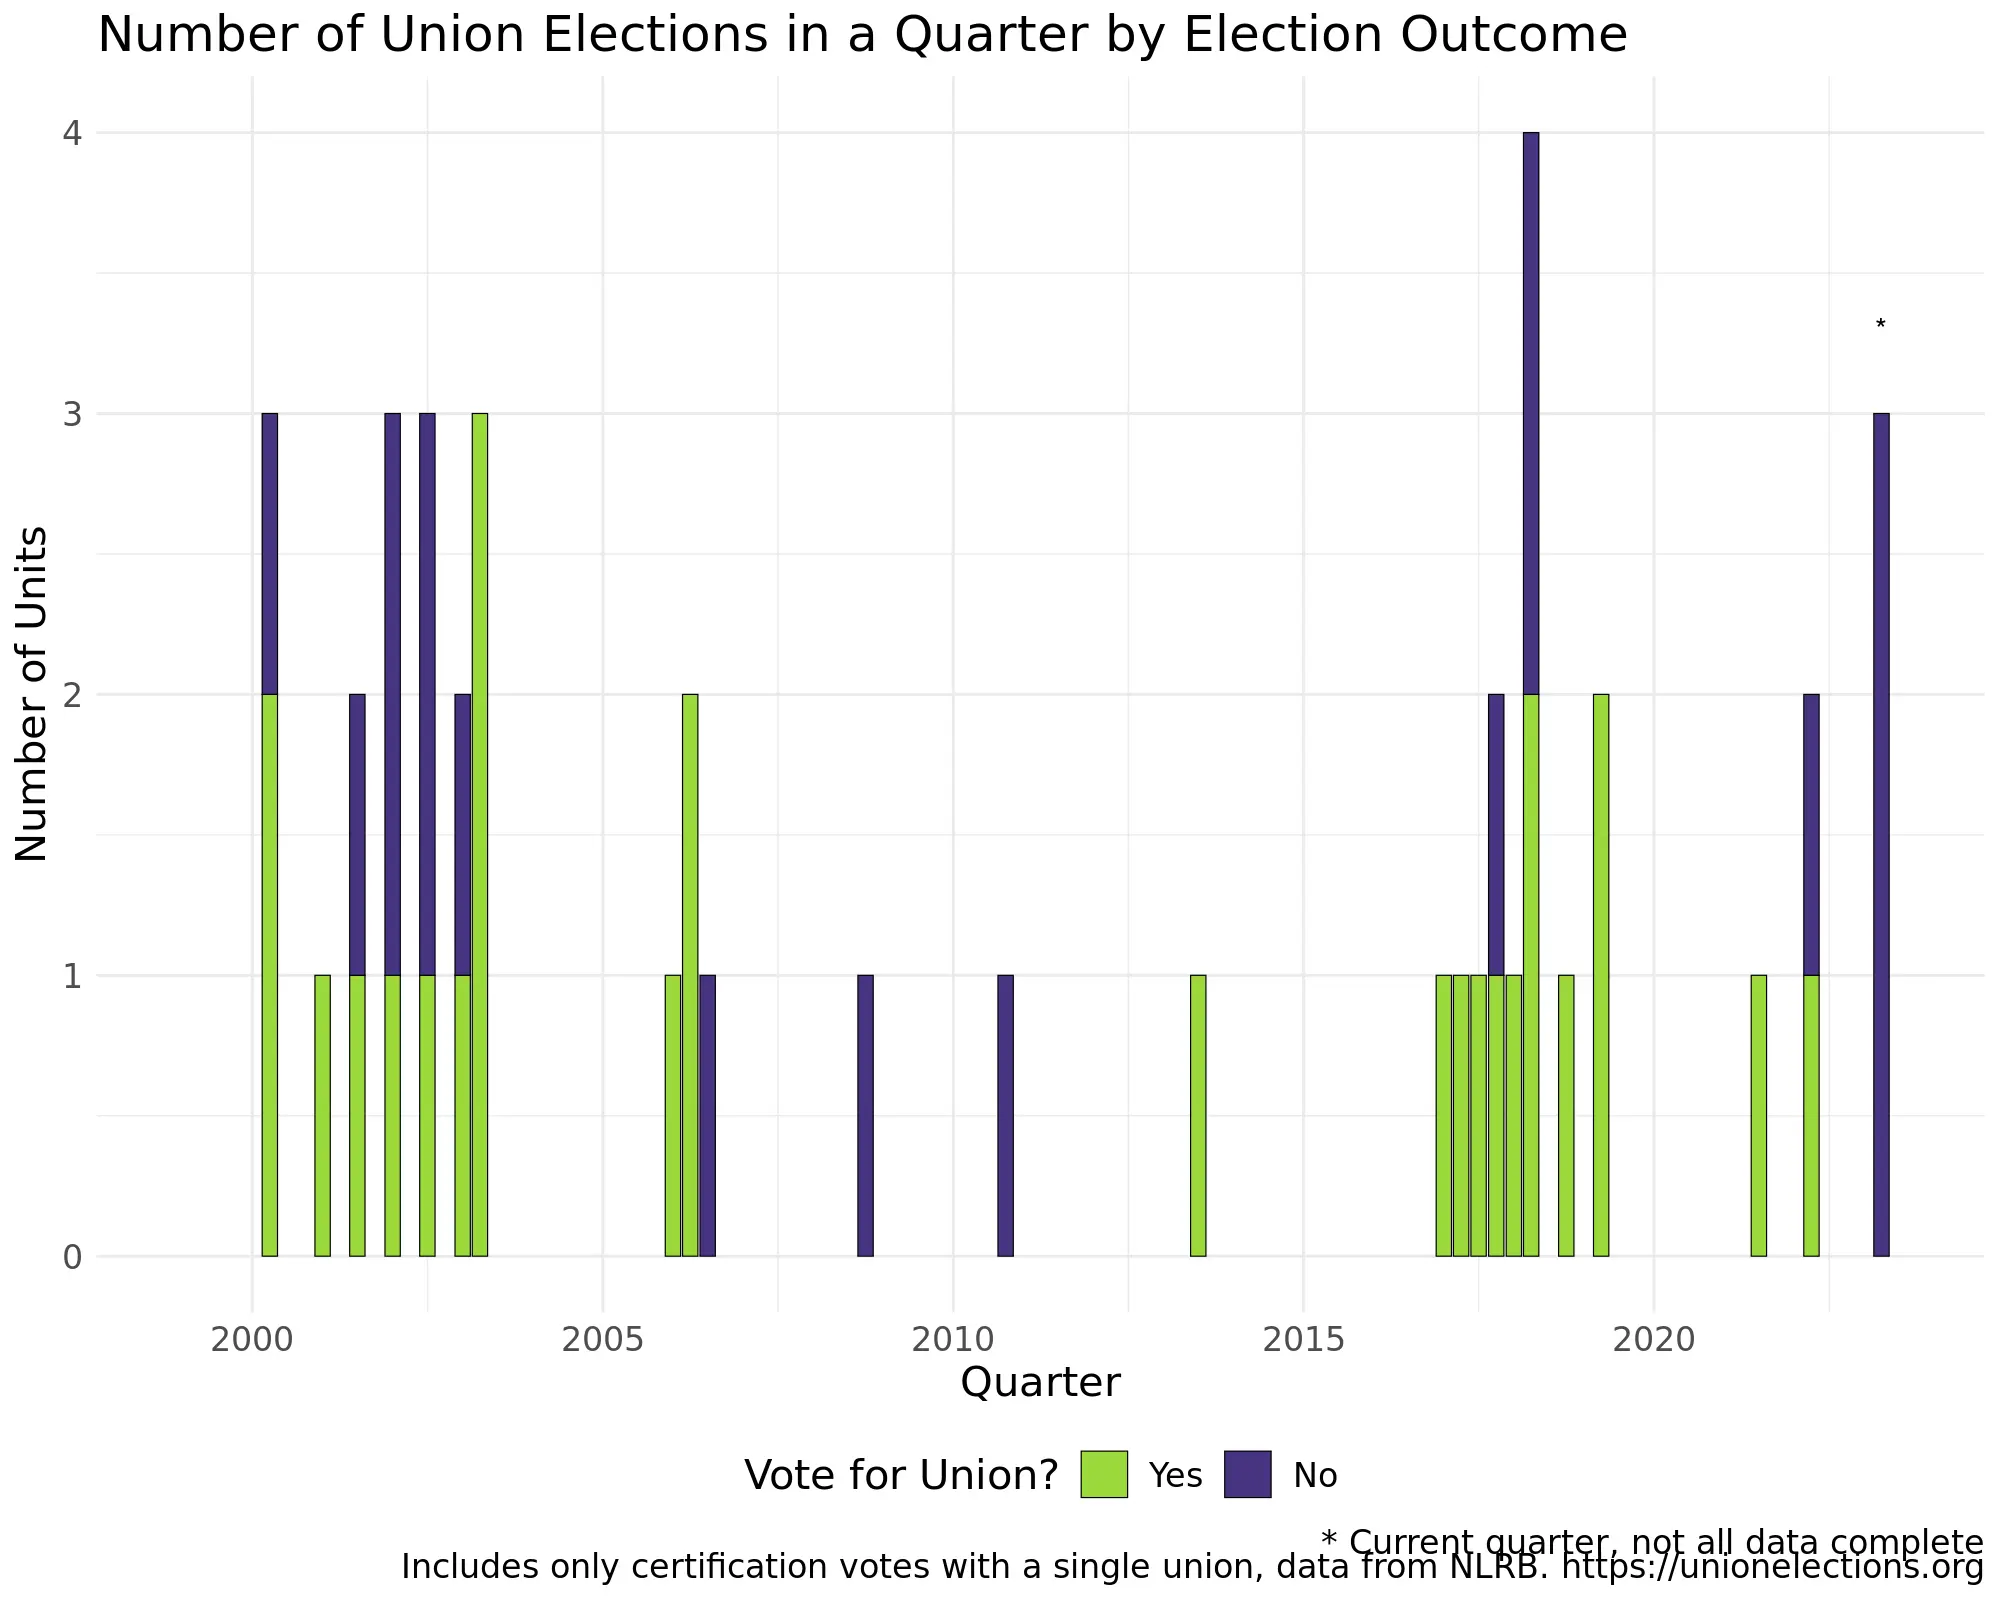 Number of Union Elections in a Quarter by Election Outcome
Number of Units
4
3
2
1
0
*
2000 2005 2010 2015 2020
Quarter
Vote for Union? Yes No
* Current quarter, not all data complete
Includes only certification votes with a single union, data from NLRB. https://unionelections.org